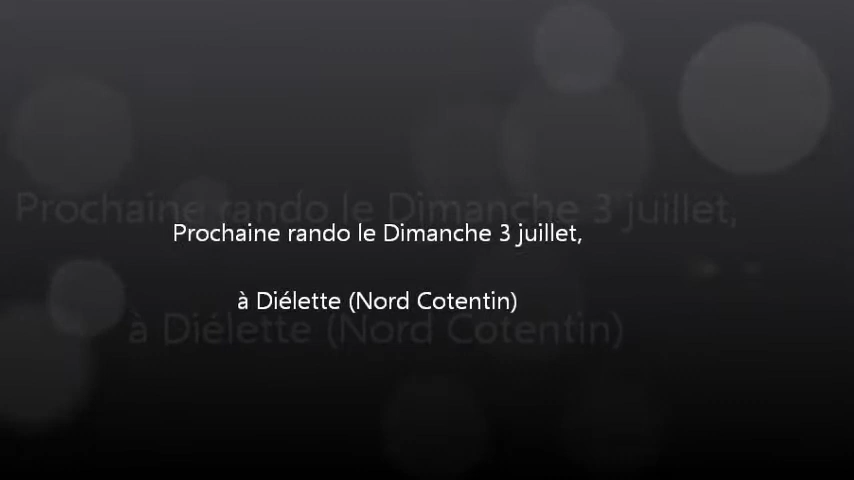 Prochaine rando le Dimanche 3 juillet,
à Diélette (Nord Cotentin)